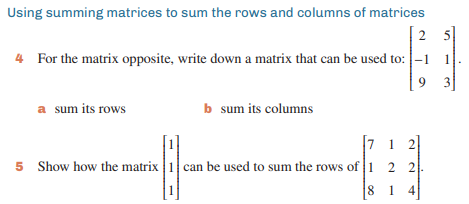 Using summing matrices to sum the rows and columns of matrices
4 For the matrix opposite, write down a matrix that can be used to: [2 5; -1 1; 9 3].
a sum its rows b sum its columns
5 Show how the matrix [1; 1; 1] can be used to sum the rows of [7 1 2; 1 2 2; 8 1 4].